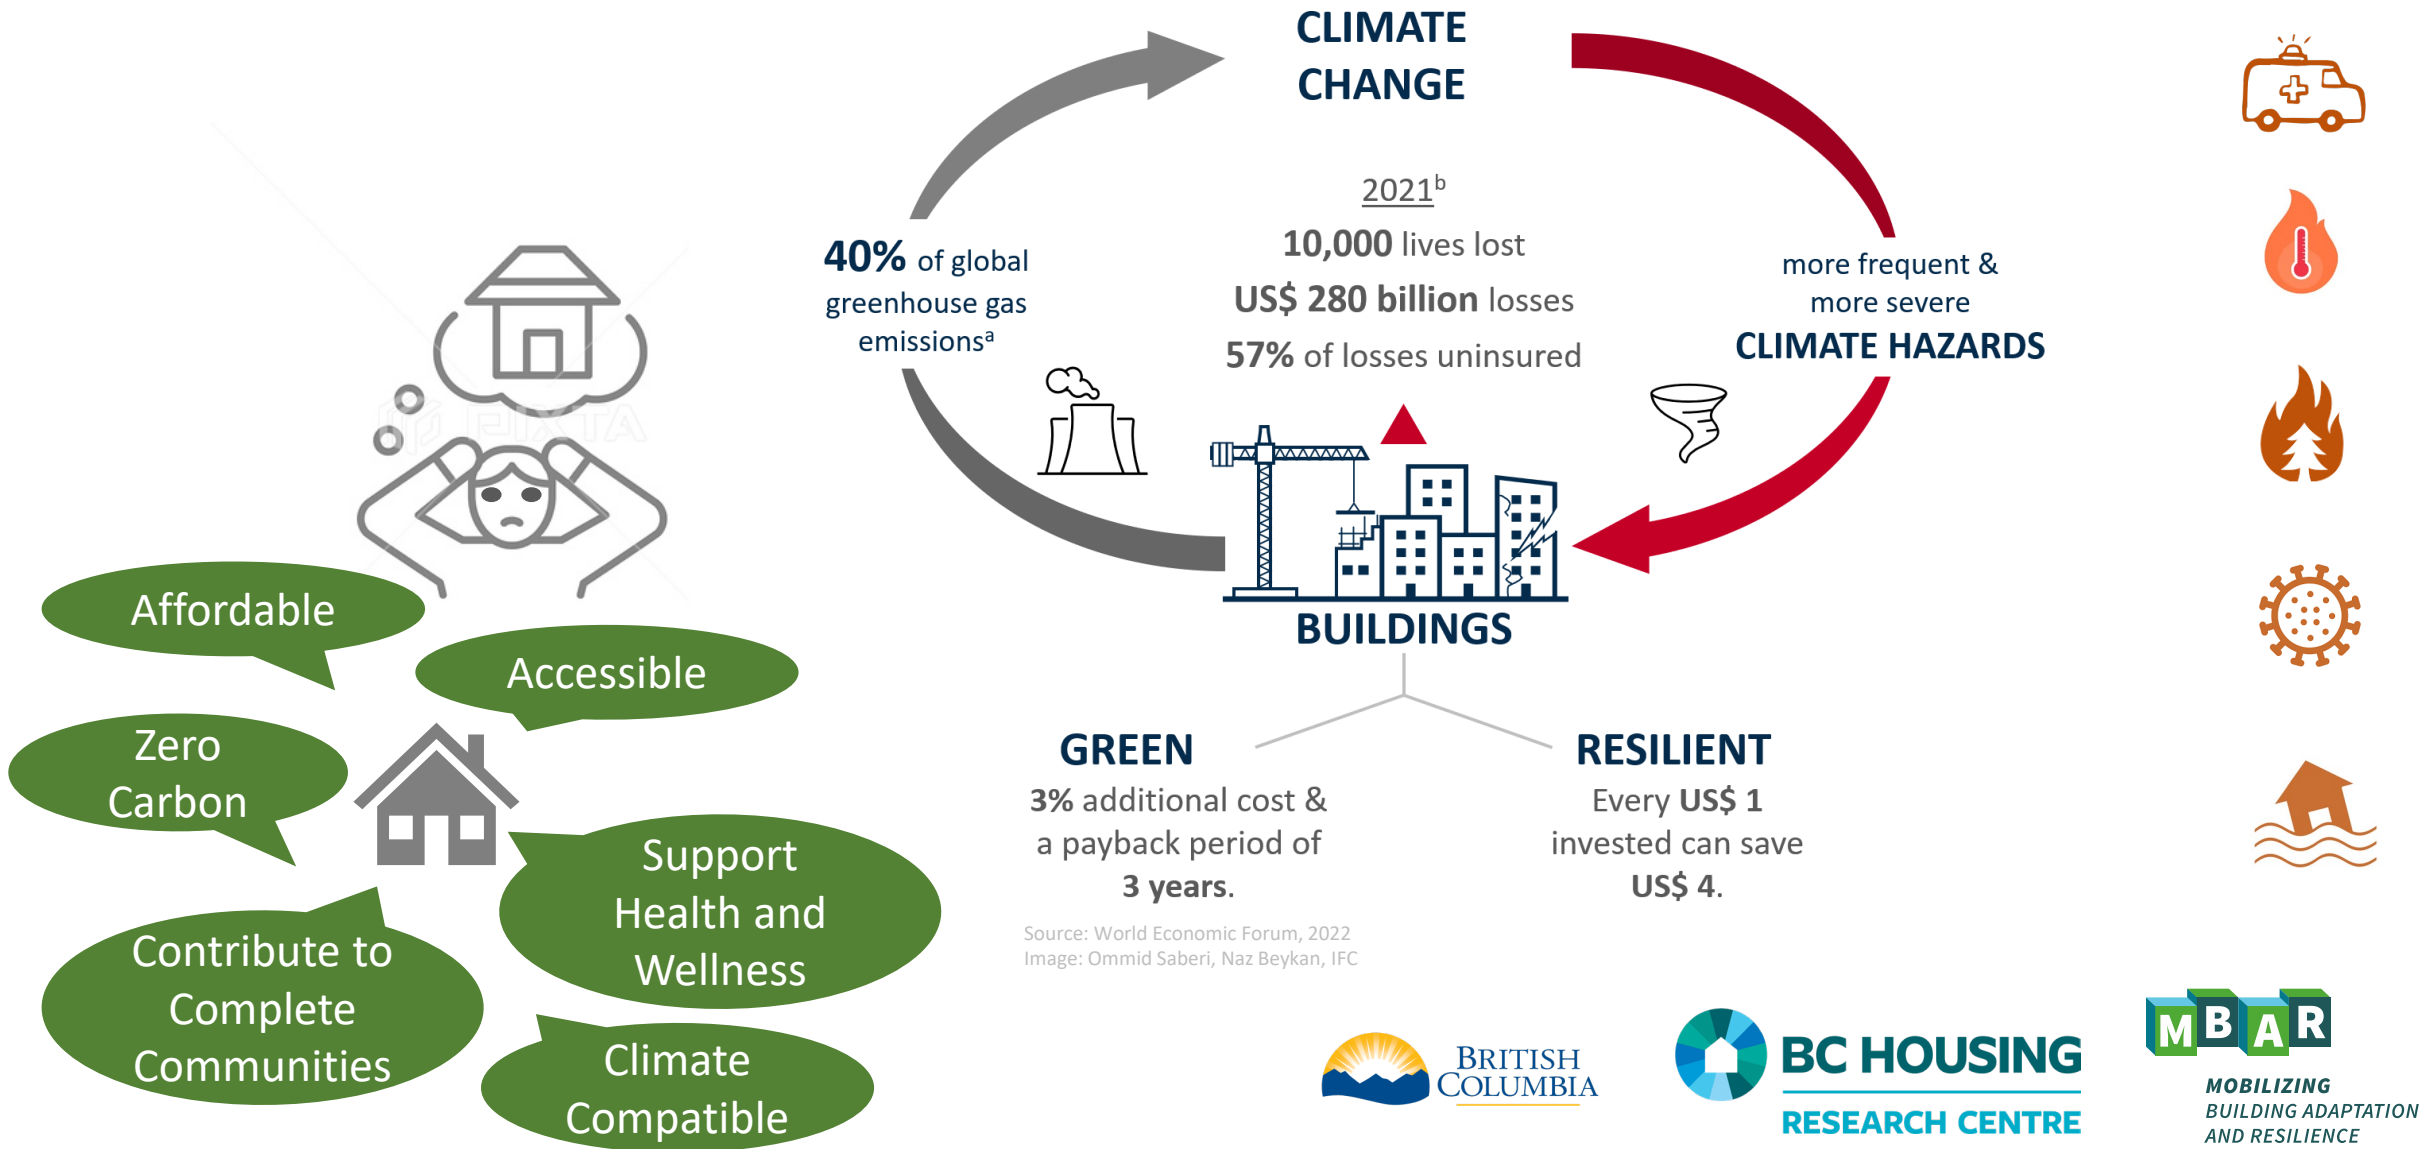 CLIMATE
CHANGE
2021ᵇ
10,000 lives lost
US$ 280 billion losses
57% of losses uninsured
40% of global
greenhouse gas
emissionsᵃ
more frequent &
more severe
CLIMATE HAZARDS
BUILDINGS
GREEN
3% additional cost &
a payback period of
3 years.
RESILIENT
Every US$ 1
invested can save
US$ 4.
Source: World Economic Forum, 2022
Image: Ommid Saberi, Naz Beykan, IFC
PIXTA
Affordable
Accessible
Zero
Carbon
Support
Health and
Wellness
Contribute to
Complete
Communities
Climate
Compatible
BRITISH
COLUMBIA
BC HOUSING
RESEARCH CENTRE
MBAR
MOBILIZING
BUILDING ADAPTATION
AND RESILIENCE